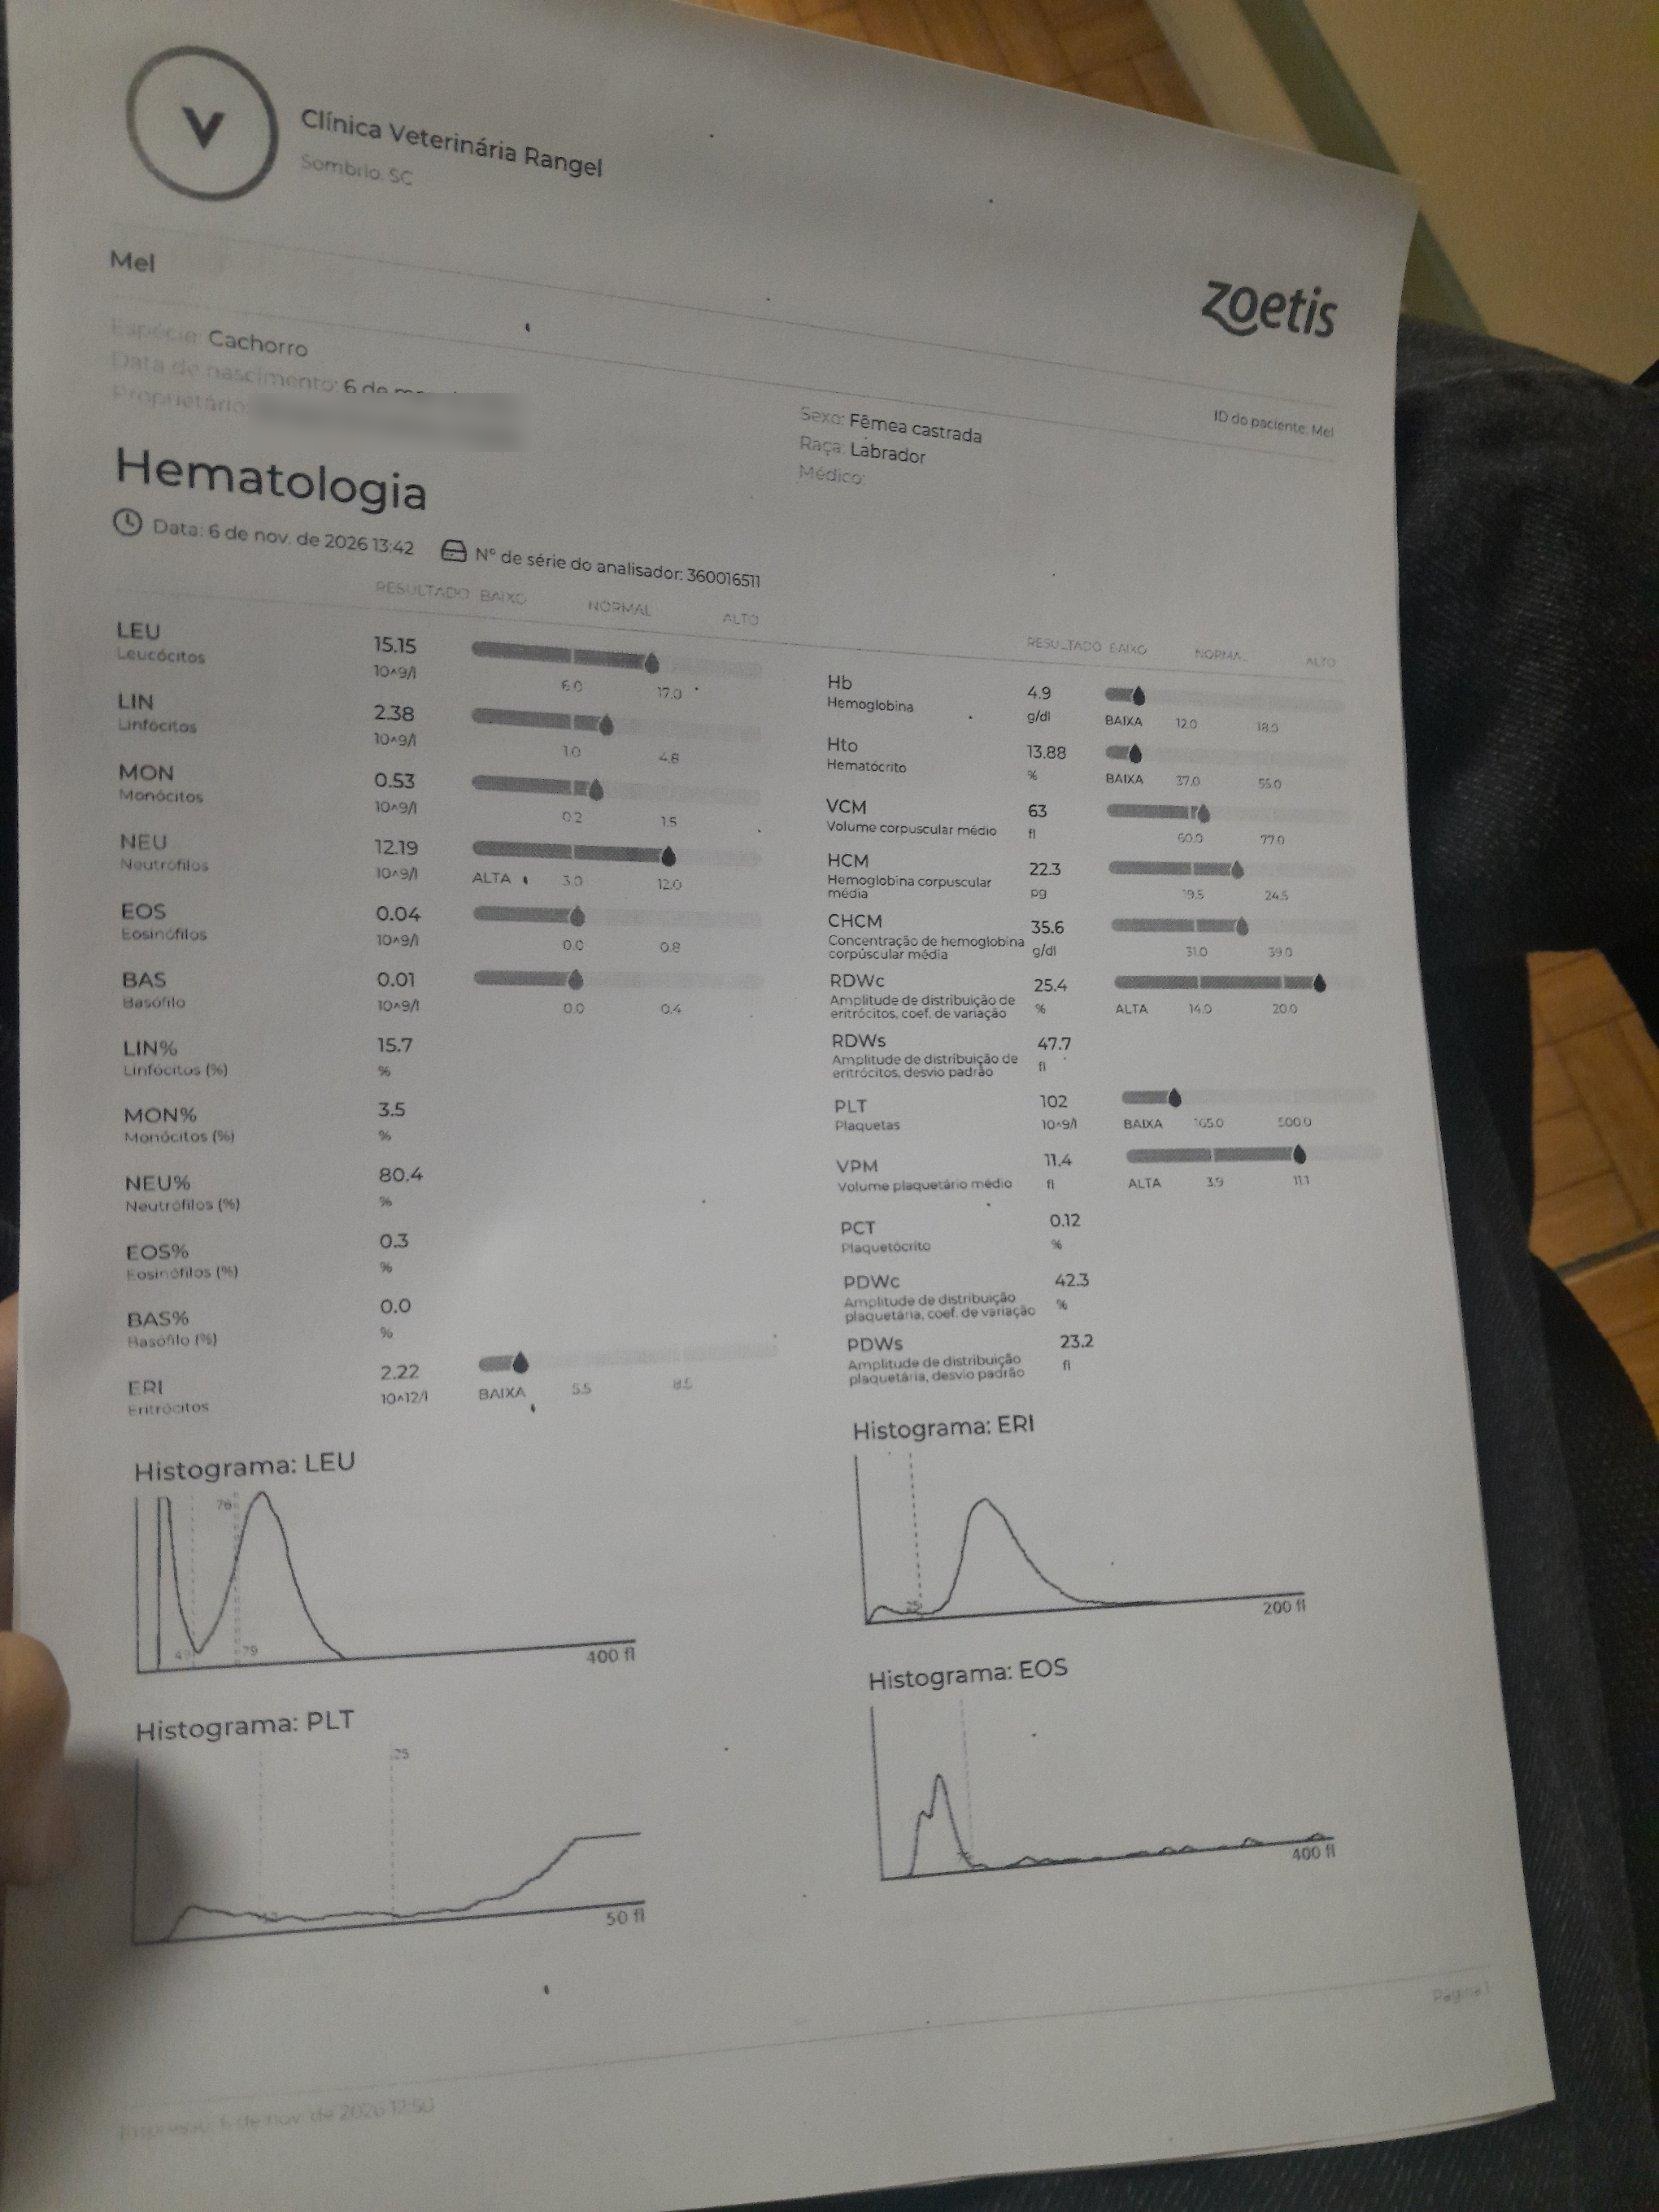 V
Clínica Veterinária Rangel
Sombrio, SC
zoetis
Mel
ID do paciente: Mel
Espécie: Cachorro
Data de nascimento: 6 de
Proprietário:
Sexo: Fêmea castrada
Raça: Labrador
Médico:
Hematologia
Data: 6 de nov. de 2026 13:42 Nº de série do analisador: 360016511
RESULTADO BAIXO NORMAL ALTO
LEU 15.15
Leucócitos 10^9/l 6.0 17.0
LIN 2.38
Linfócitos 10^9/l 1.0 4.8
MON 0.53
Monócitos 10^9/l 0.2 1.5
NEU 12.19
Neutrófilos 10^9/l ALTA 3.0 12.0
EOS 0.04
Eosinófilos 10^9/l 0.0 0.8
BAS 0.01
Basófilo 10^9/l 0.0 0.4
LIN% 15.7
Linfócitos (%) %
MON% 3.5
Monócitos (%) %
NEU% 80.4
Neutrófilos (%) %
EOS% 0.3
Eosinófilos (%) %
BAS% 0.0
Basófilo (%) %
ERI 2.22
Eritrócitos 10^12/l BAIXA 5.5 8.5
RESULTADO BAIXO NORMAL ALTO
Hb 4.9
Hemoglobina g/dl BAIXA 12.0 18.0
Hto 13.88
Hematócrito % BAIXA 37.0 55.0
VCM 63
Volume corpuscular médio fl 60.0 77.0
HCM 22.3
Hemoglobina corpuscular pg 19.5 24.5
média
CHCM 35.6
Concentração de hemoglobina g/dl 31.0 39.0
corpuscular média
RDWc 25.4
Amplitude de distribuição de % ALTA 14.0 20.0
eritrócitos, coef. de variação
RDWs 47.7
Amplitude de distribuição de fl
eritrócitos, desvio padrão
PLT 102
Plaquetas 10^9/l BAIXA 165.0 500.0
VPM 11.4
Volume plaquetário médio fl ALTA 3.9 11.1
PCT 0.12
Plaquetócrito %
PDWc 42.3
Amplitude de distribuição %
plaquetária, coef. de variação
PDWs 23.2
Amplitude de distribuição fl
plaquetária, desvio padrão
Histograma: LEU
78
49 79
400 fl
Histograma: ERI
25
200 fl
Histograma: PLT
25
50 fl
Histograma: EOS
400 fl
Página 1
Impresso: 6 de nov. de 2026